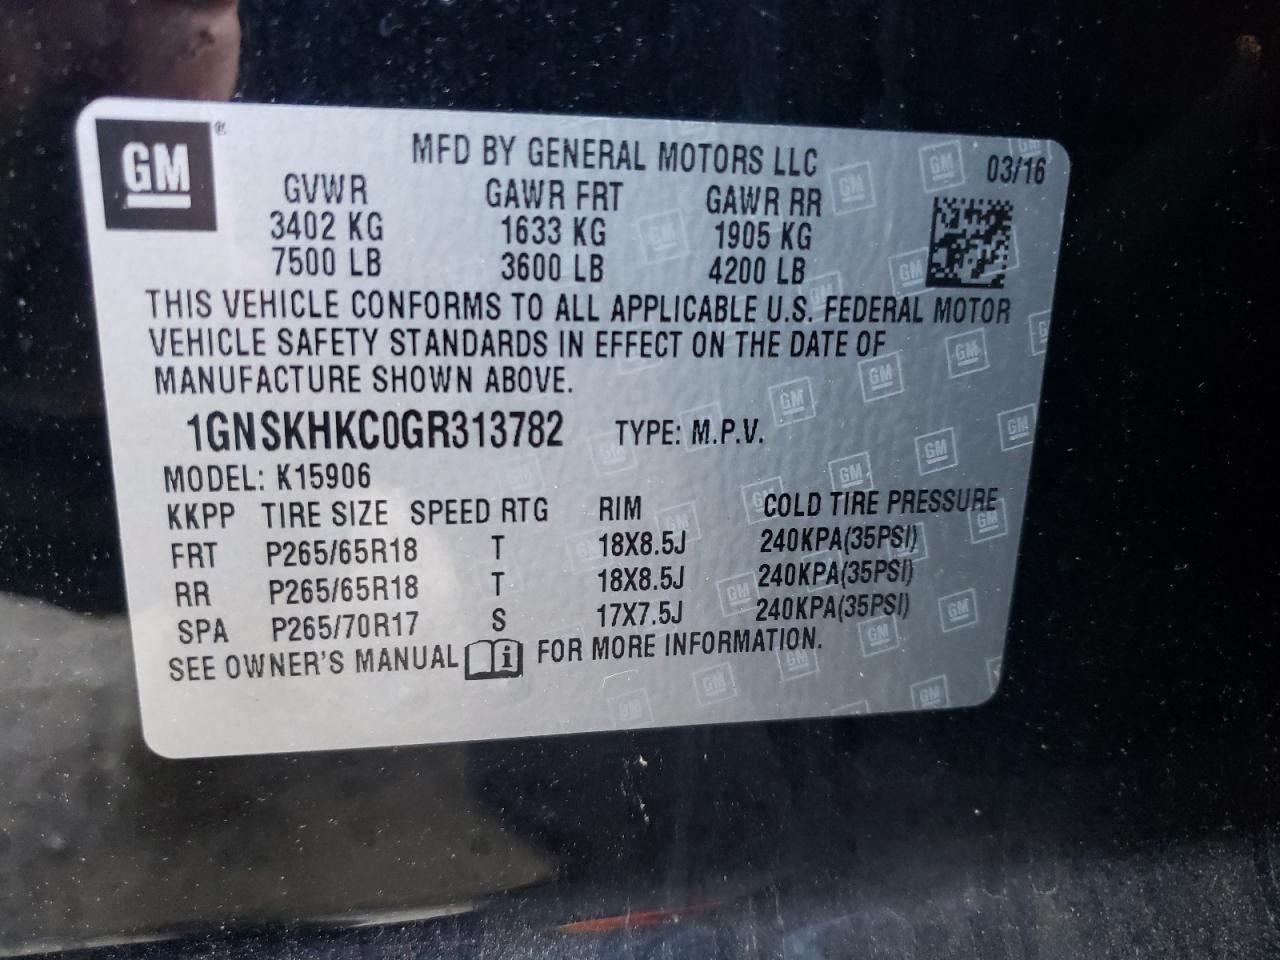 GM®
MFD BY GENERAL MOTORS LLC 03/16
GVWR GAWR FRT GAWR RR
3402 KG 1633 KG 1905 KG
7500 LB 3600 LB 4200 LB
THIS VEHICLE CONFORMS TO ALL APPLICABLE U.S. FEDERAL MOTOR
VEHICLE SAFETY STANDARDS IN EFFECT ON THE DATE OF
MANUFACTURE SHOWN ABOVE.
1GNSKHKC0GR313782 TYPE: M.P.V.
MODEL: K15906
KKPP TIRE SIZE SPEED RTG RIM COLD TIRE PRESSURE
FRT P265/65R18 T 18X8.5J 240KPA(35PSI)
RR P265/65R18 T 18X8.5J 240KPA(35PSI)
SPA P265/70R17 S 17X7.5J 240KPA(35PSI)
SEE OWNER'S MANUAL i FOR MORE INFORMATION.